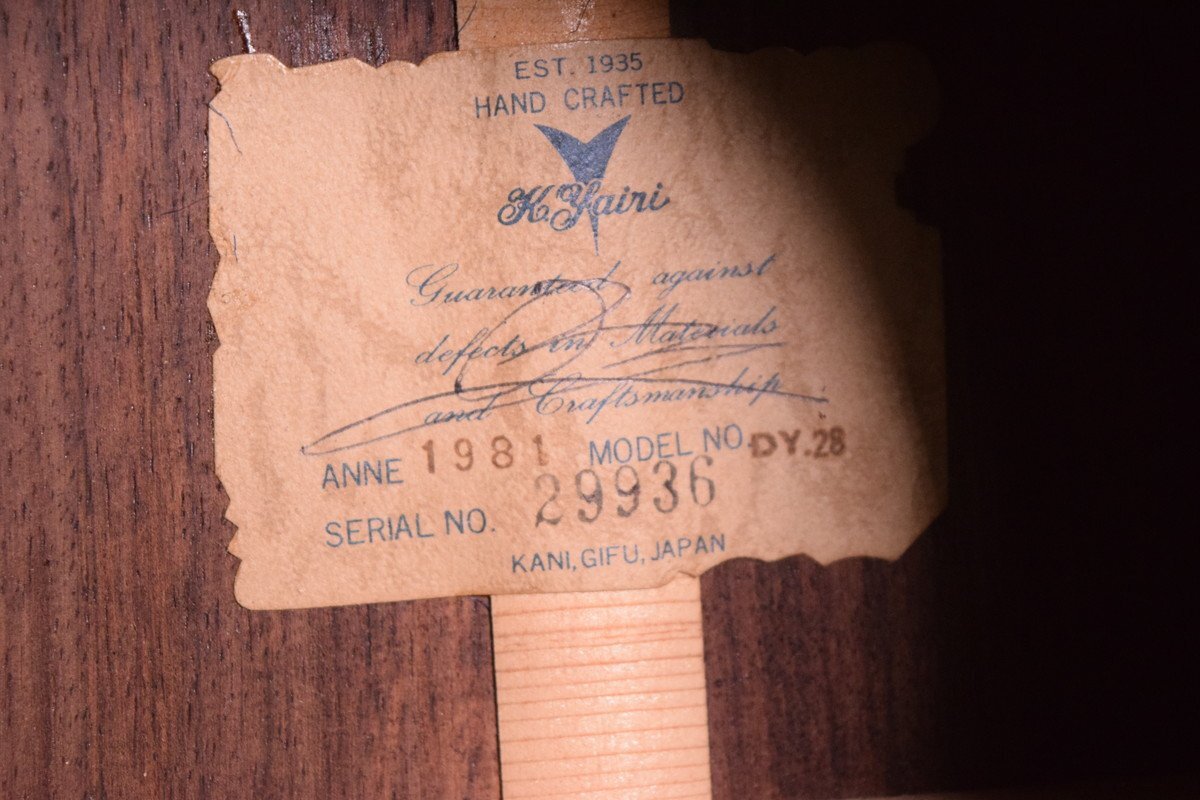 EST. 1935
HAND CRAFTED
K.Yairi
Guaranteed against
defects in Materials
and Craftsmanship
ANNE 1981 MODEL NO. DY.28
SERIAL NO. 29936
KANI, GIFU, JAPAN